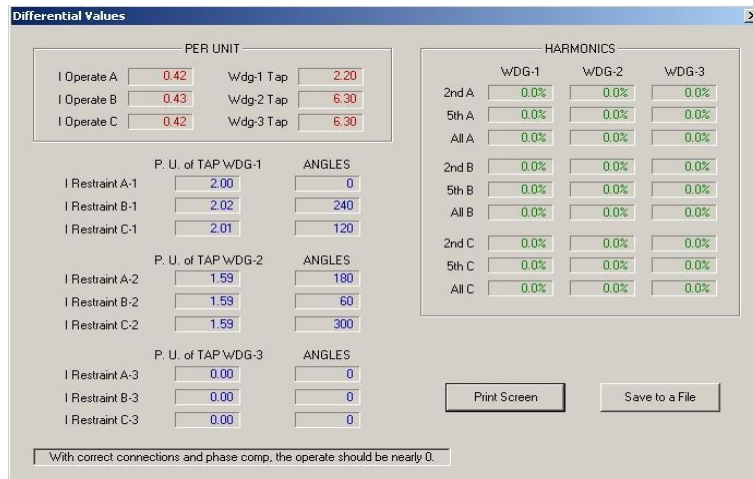 Differential Values
PER UNIT
I Operate A 0.42 Wdg-1 Tap 2.20
I Operate B 0.43 Wdg-2 Tap 6.30
I Operate C 0.42 Wdg-3 Tap 6.30
P. U. of TAP WDG-1 ANGLES
I Restraint A-1 2.00 0
I Restraint B-1 2.02 240
I Restraint C-1 2.01 120
P. U. of TAP WDG-2 ANGLES
I Restraint A-2 1.59 180
I Restraint B-2 1.59 60
I Restraint C-2 1.59 300
P. U. of TAP WDG-3 ANGLES
I Restraint A-3 0.00 0
I Restraint B-3 0.00 0
I Restraint C-3 0.00 0
HARMONICS
WDG-1 WDG-2 WDG-3
2nd A 0.0% 0.0% 0.0%
5th A 0.0% 0.0% 0.0%
All A 0.0% 0.0% 0.0%
2nd B 0.0% 0.0% 0.0%
5th B 0.0% 0.0% 0.0%
All B 0.0% 0.0% 0.0%
2nd C 0.0% 0.0% 0.0%
5th C 0.0% 0.0% 0.0%
All C 0.0% 0.0% 0.0%
Print Screen Save to a File
With correct connections and phase comp, the operate should be nearly 0.